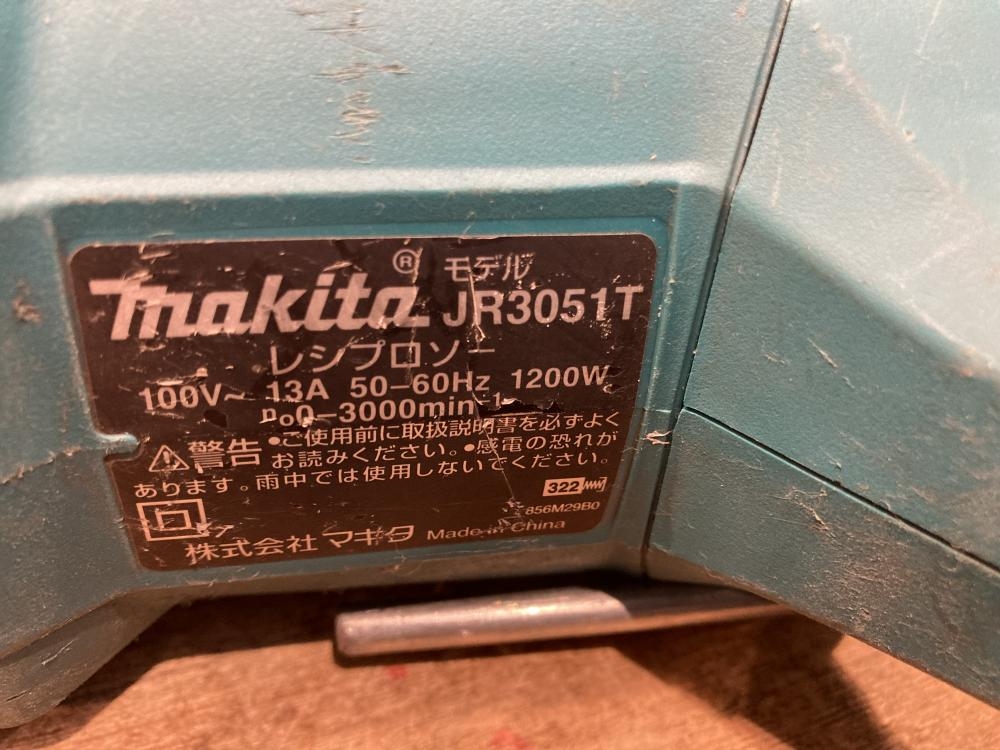 makita® モデル JR3051T
レシプロソー
100V～ 13A 50-60Hz 1200W
n₀0-3000min⁻¹
⚠警告 •ご使用前に取扱説明書を必ずよく
お読みください。•感電の恐れが
あります。雨中では使用しないでください。
322
856M29B0
株式会社 マキタ Made in China